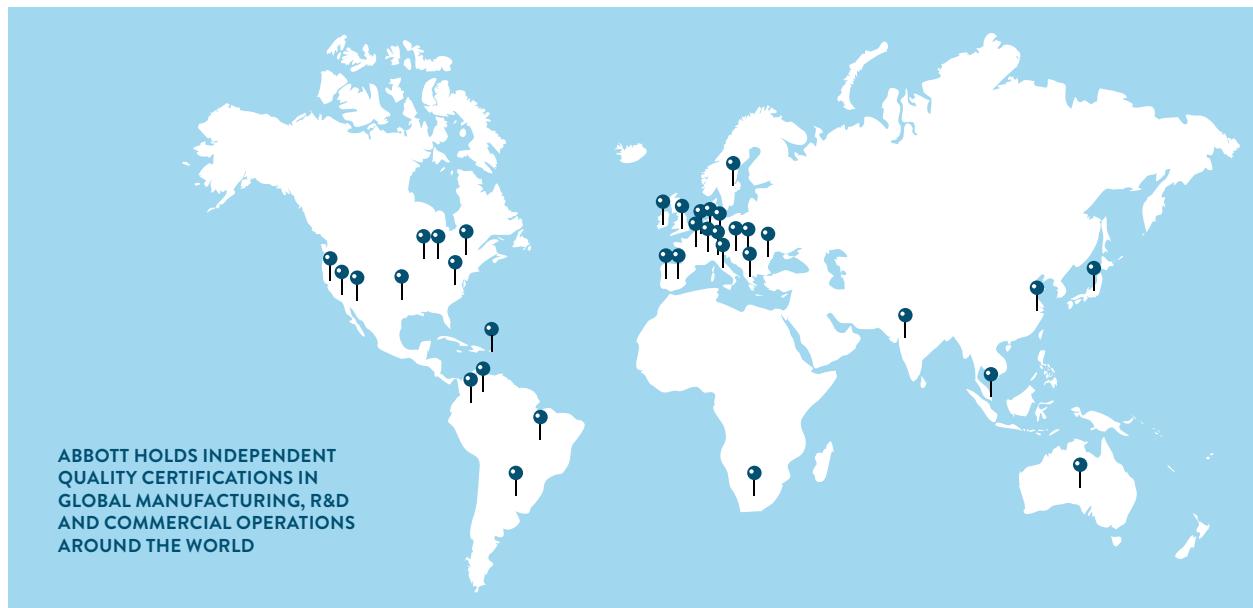 ABBOTT HOLDS INDEPENDENT
QUALITY CERTIFICATIONS IN
GLOBAL MANUFACTURING, R&D
AND COMMERCIAL OPERATIONS
AROUND THE WORLD